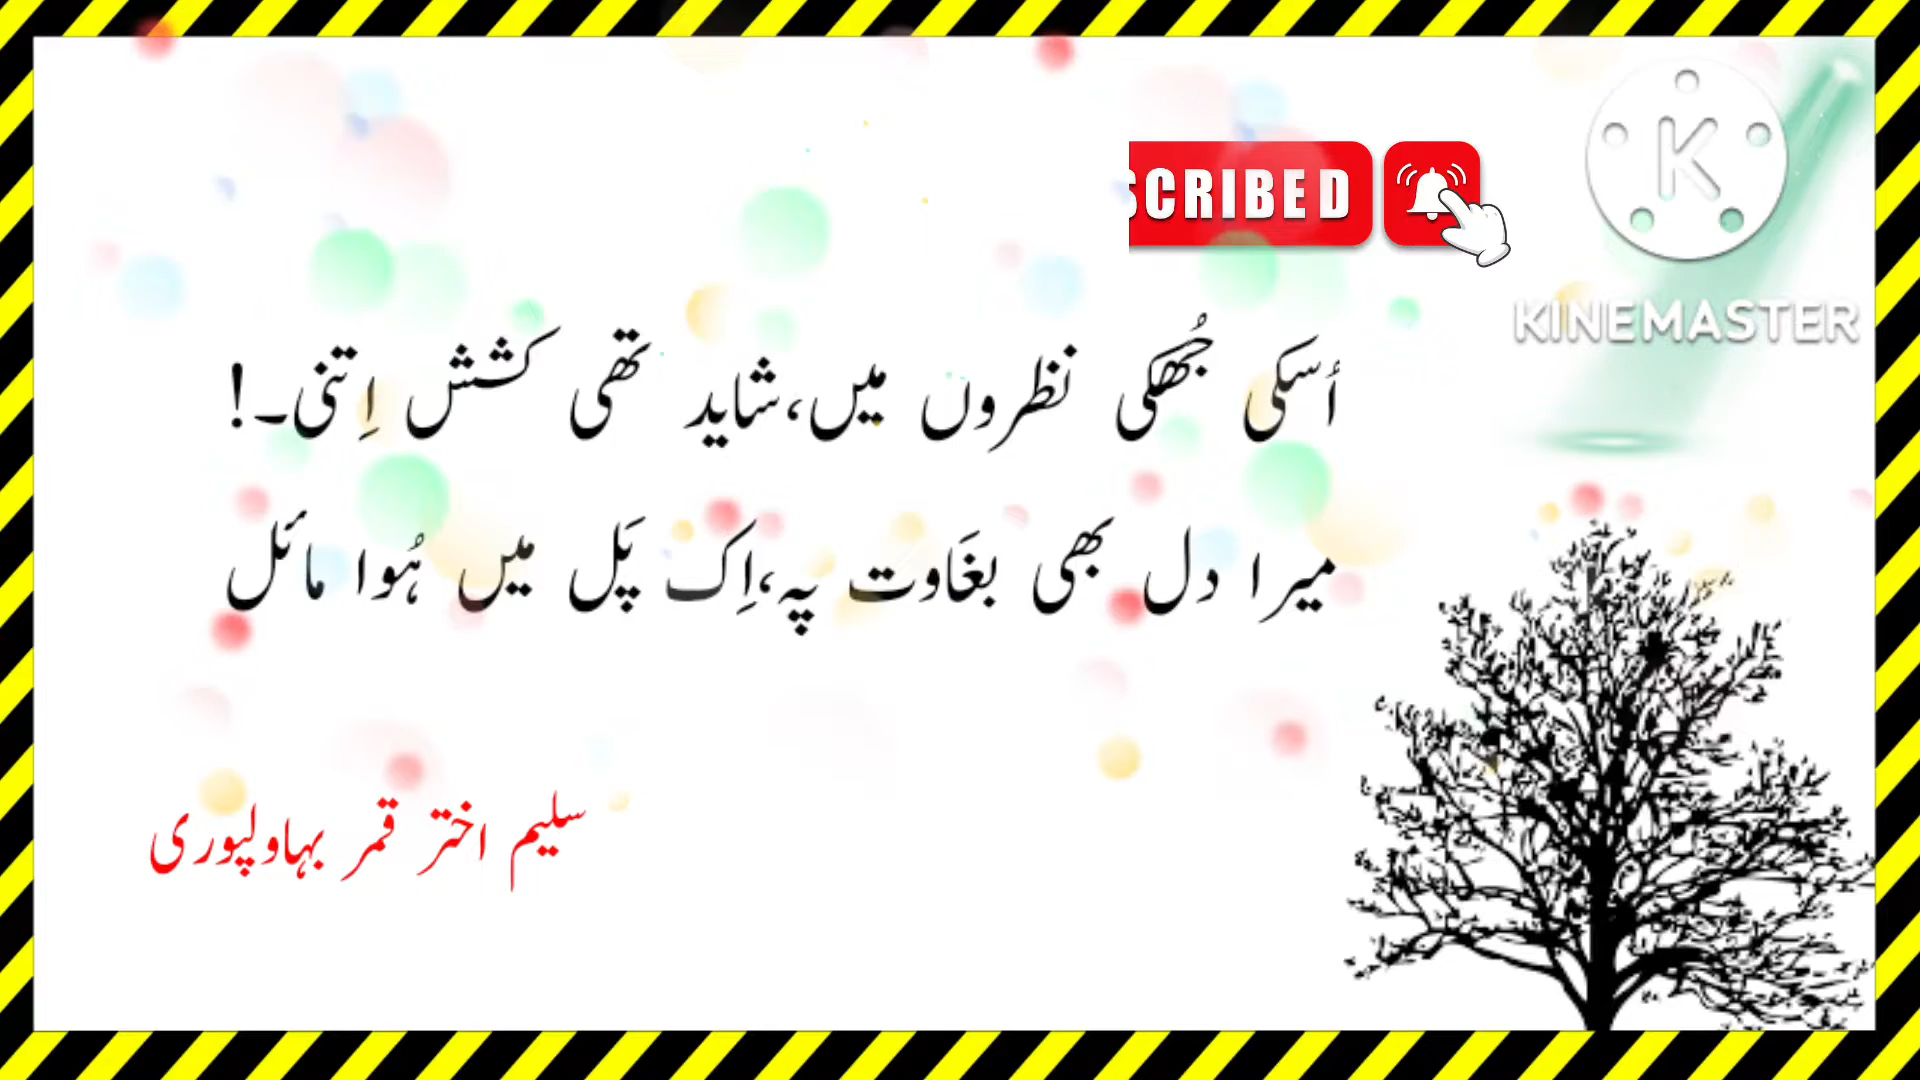 SCRIBED
K
KINEMASTER
اُسکی جُھکی نظروں میں،شاید تھی کشش اِتنی۔!
میرا دل بھی بغَاوت پہ،اِک پَل میں ہُوا مائل
سلیم اختر قمر بہاولپوری